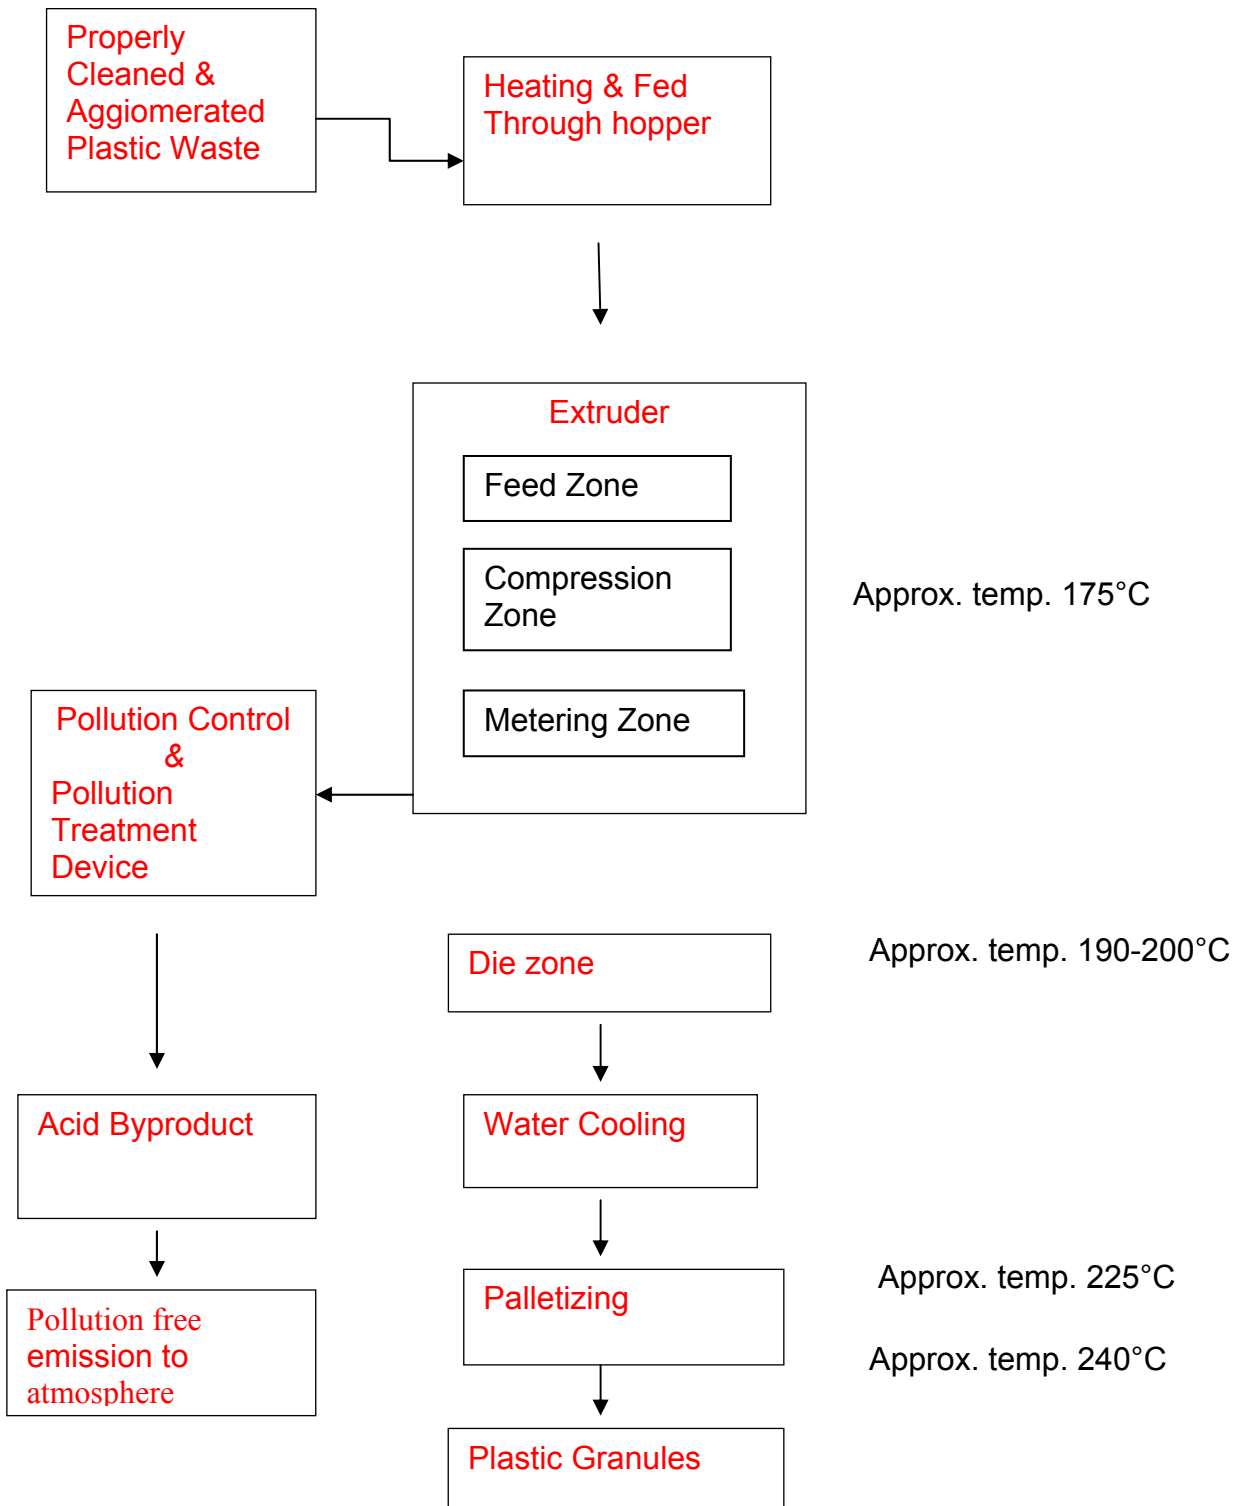 Properly
Cleaned &
Aggiomerated
Plastic Waste
Heating & Fed
Through hopper
Extruder
Feed Zone
Compression
Zone
Approx. temp. 175°C
Metering Zone
Pollution Control
&
Pollution
Treatment
Device
Die zone
Approx. temp. 190-200°C
Acid Byproduct
Water Cooling
Palletizing
Approx. temp. 225°C
Pollution free
emission to
atmosphere
Approx. temp. 240°C
Plastic Granules